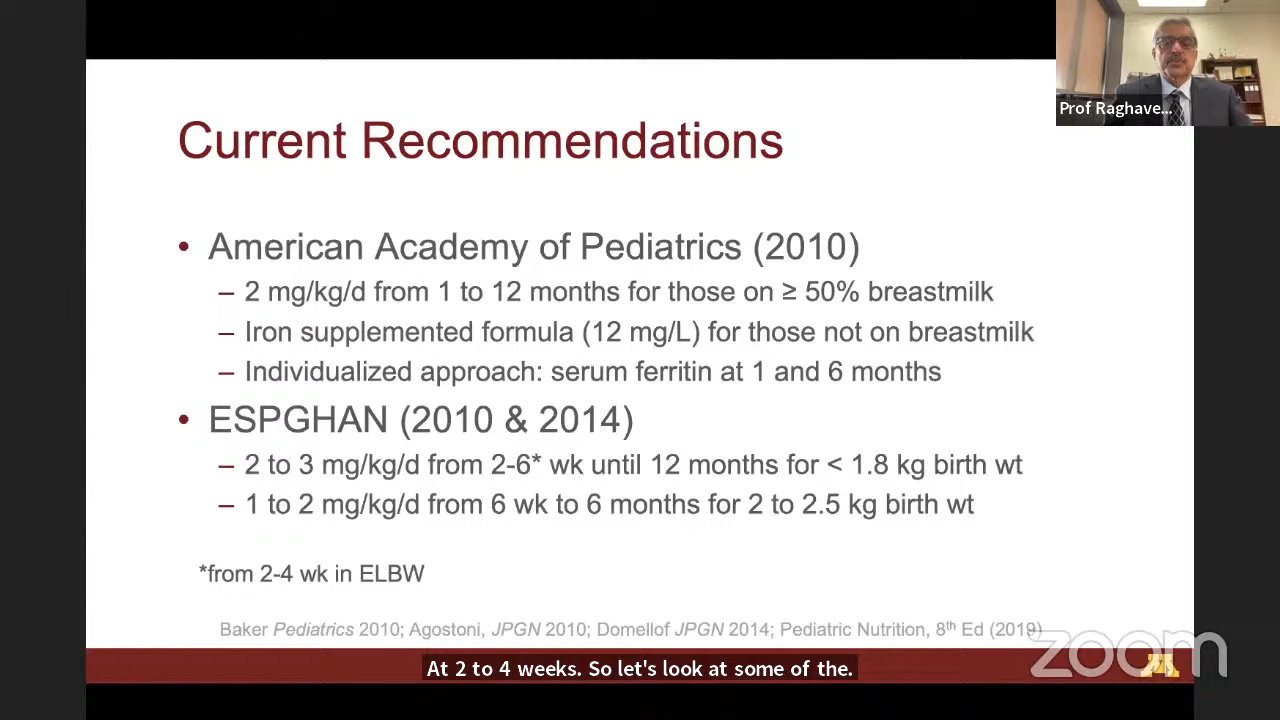 Prof Raghave...
Current Recommendations
• American Academy of Pediatrics (2010)
– 2 mg/kg/d from 1 to 12 months for those on ≥ 50% breastmilk
– Iron supplemented formula (12 mg/L) for those not on breastmilk
– Individualized approach: serum ferritin at 1 and 6 months
• ESPGHAN (2010 & 2014)
– 2 to 3 mg/kg/d from 2-6* wk until 12 months for < 1.8 kg birth wt
– 1 to 2 mg/kg/d from 6 wk to 6 months for 2 to 2.5 kg birth wt
*from 2-4 wk in ELBW
Baker Pediatrics 2010; Agostoni, JPGN 2010; Domellof JPGN 2014; Pediatric Nutrition, 8th Ed (2019)
zoom
M
At 2 to 4 weeks. So let's look at some of the.